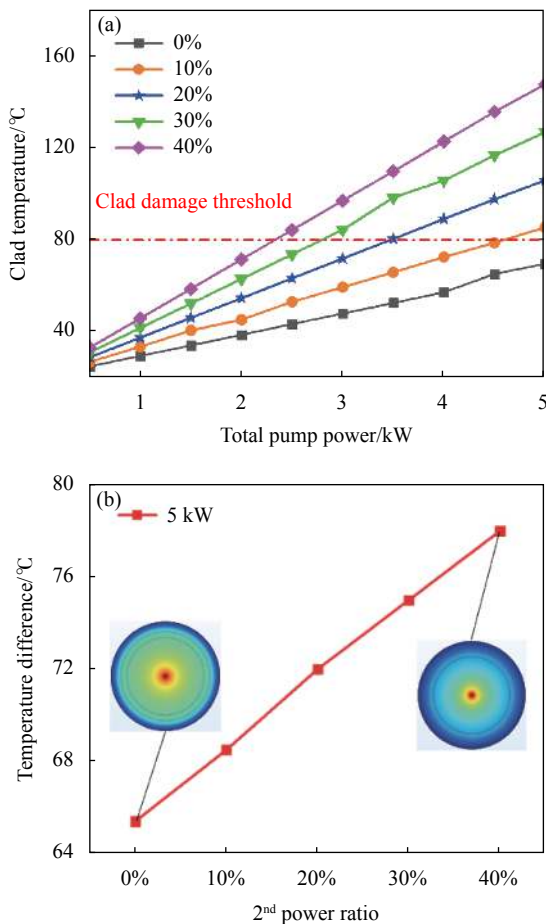 (a)
0%
10%
20%
30%
40%
Clad damage threshold
160
120
80
40
Clad temperature/℃
1 2 3 4 5
Total pump power/kW
(b)
5 kW
80
76
72
68
64
Temperature difference/℃
0% 10% 20% 30% 40%
2nd power ratio